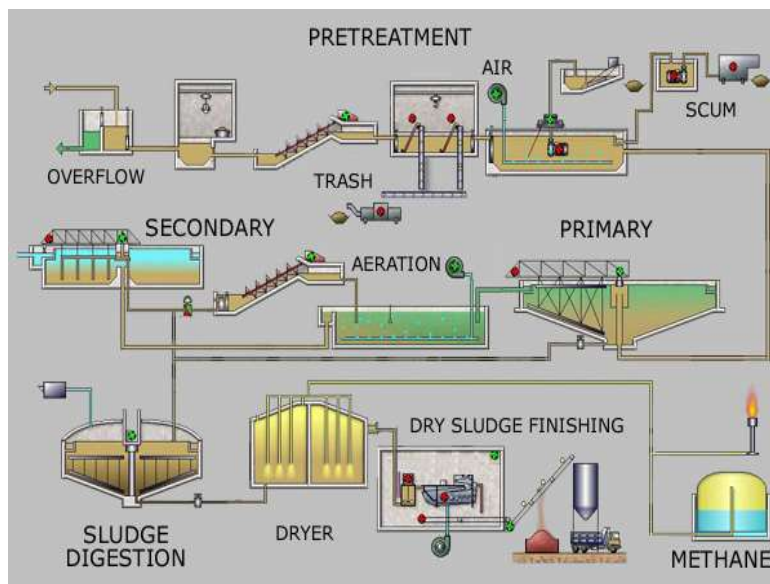 PRETREATMENT
AIR
SCUM
OVERFLOW
TRASH
SECONDARY
PRIMARY
AERATION
DRY SLUDGE FINISHING
SLUDGE
DIGESTION
DRYER
METHANE